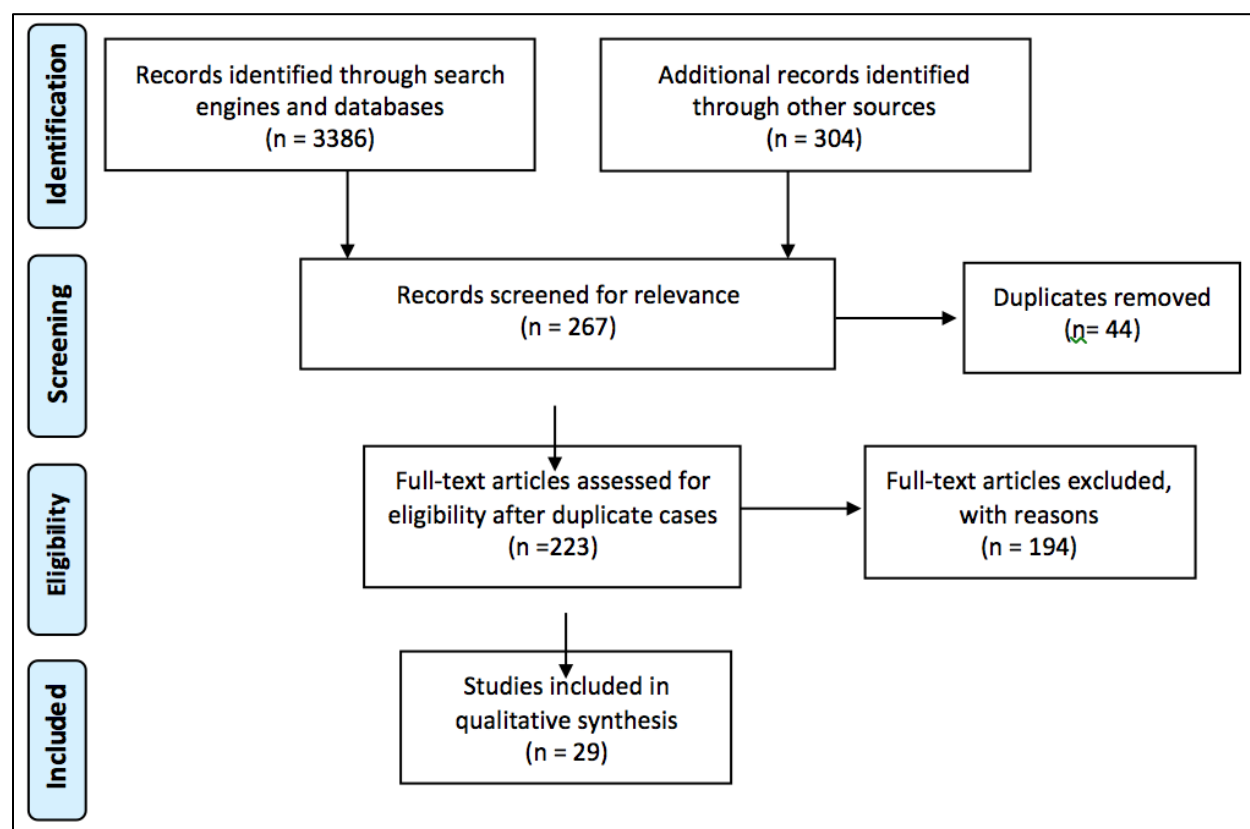 Identification
Records identified through search
engines and databases
(n = 3386)
Additional records identified
through other sources
(n = 304)
Screening
Records screened for relevance
(n = 267)
Duplicates removed
(n= 44)
Eligibility
Full-text articles assessed for
eligibility after duplicate cases
(n =223)
Full-text articles excluded,
with reasons
(n = 194)
Included
Studies included in
qualitative synthesis
(n = 29)